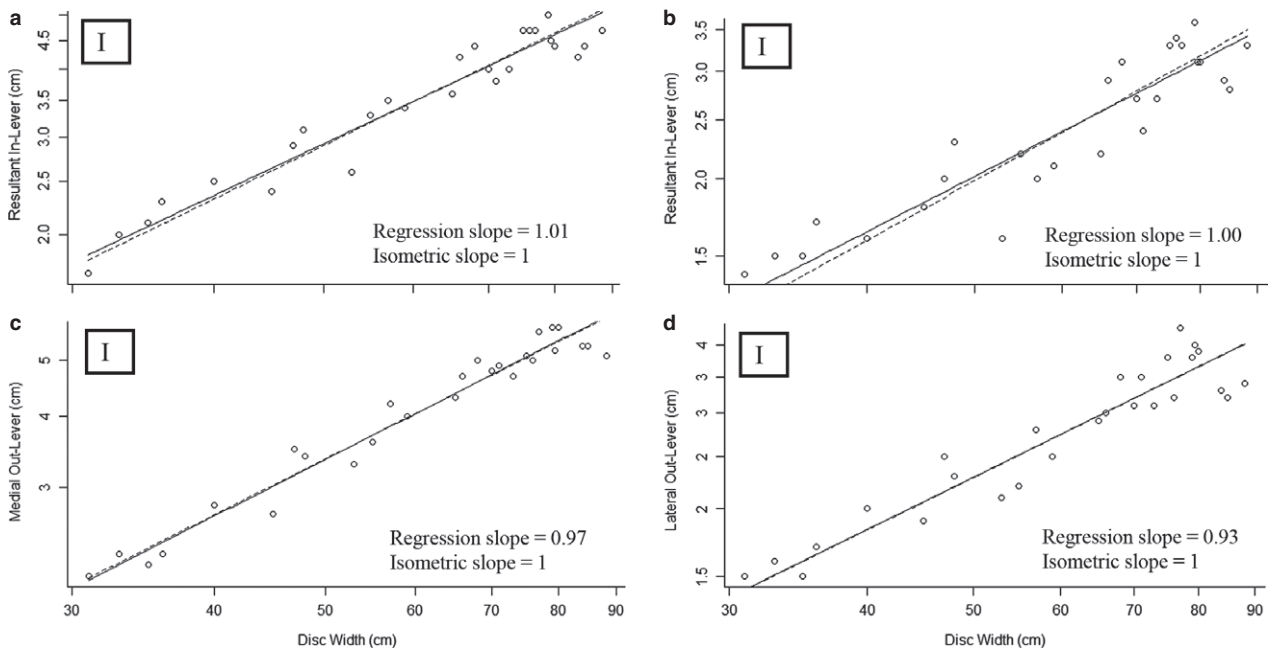 a
I
Resultant In-Lever (cm)
4.5
3.5
3.0
2.5
2.0
Regression slope = 1.01
Isometric slope = 1
b
I
Resultant In-Lever (cm)
3.5
3.0
2.5
2.0
1.5
Regression slope = 1.00
Isometric slope = 1
c
I
Medial Out-Lever (cm)
5
4
3
Regression slope = 0.97
Isometric slope = 1
30 40 50 60 70 80 90
Disc Width (cm)
d
I
Lateral Out-Lever (cm)
4
3
3
2
2
1.5
Regression slope = 0.93
Isometric slope = 1
30 40 50 60 70 80 90
Disc Width (cm)